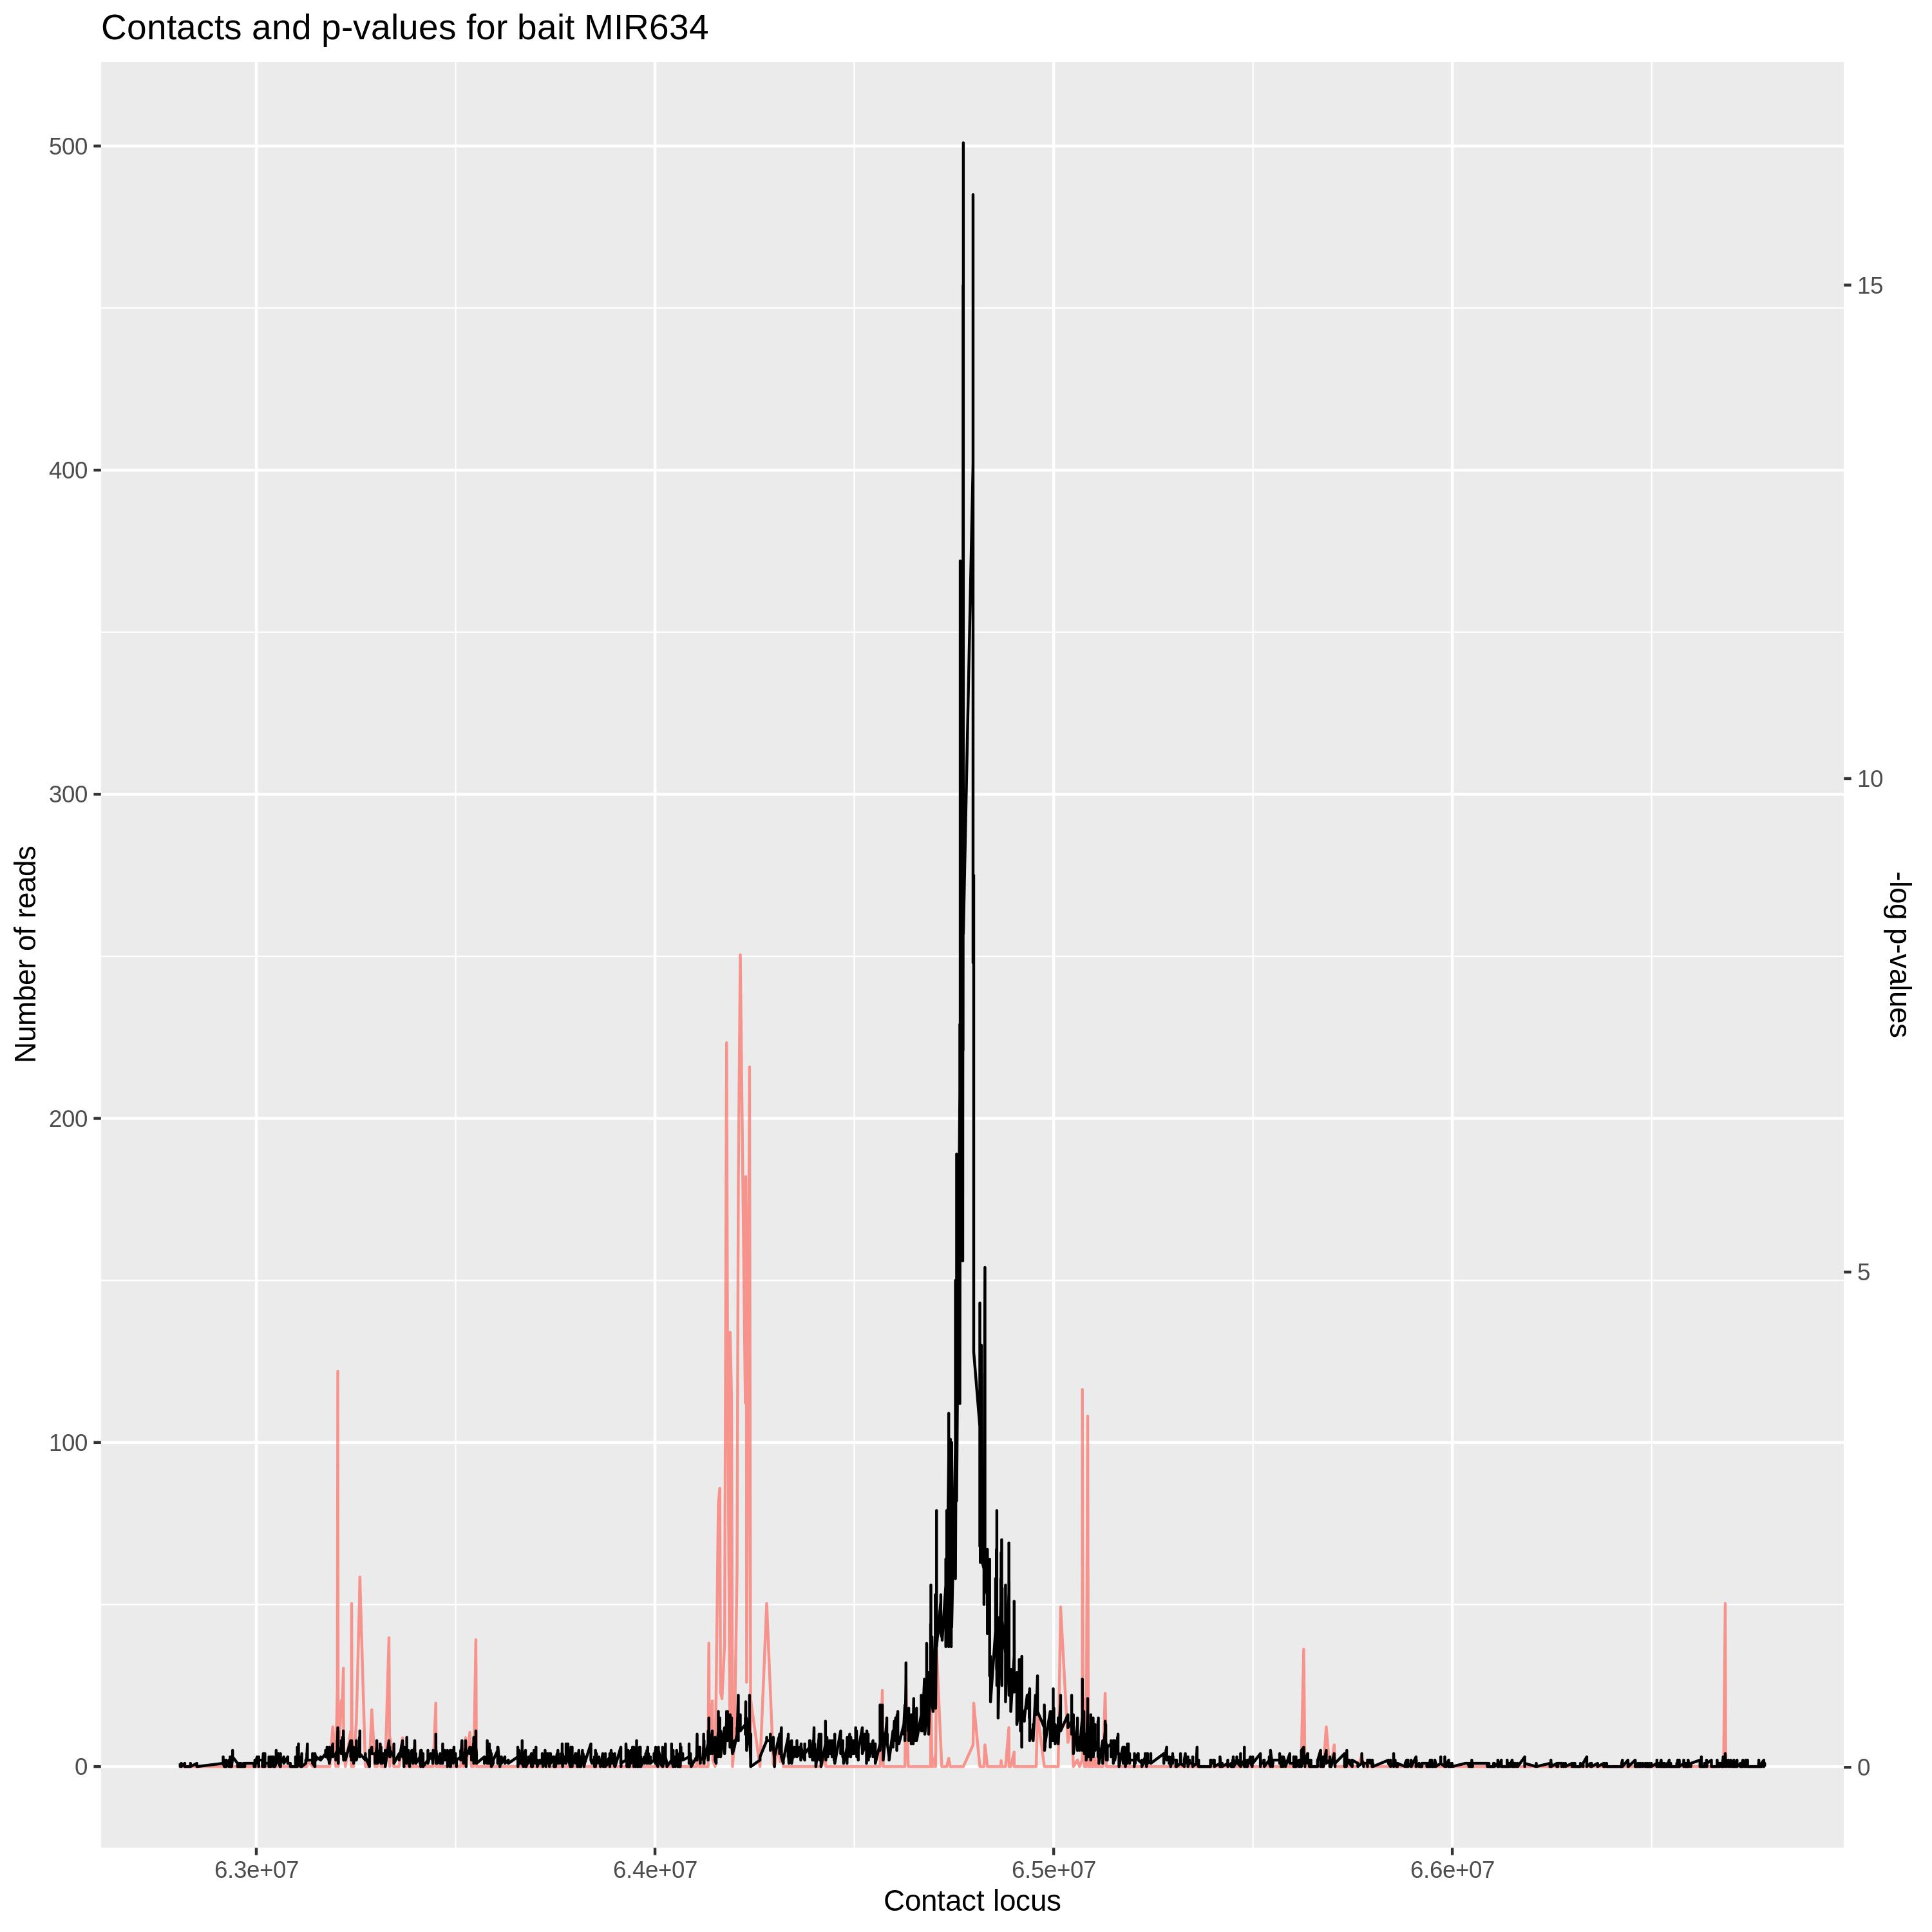 Contacts and p-values for bait MIR634
500
400
300
200
100
0
Number of reads
15
10
5
0
-log p-values
6.3e+07
6.4e+07
6.5e+07
6.6e+07
Contact locus